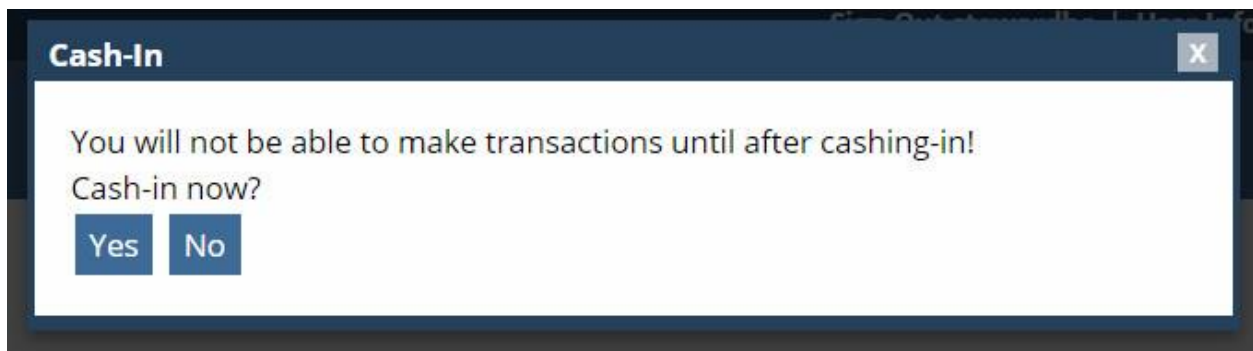 Cash-In
X
You will not be able to make transactions until after cashing-in!
Cash-in now?
Yes No